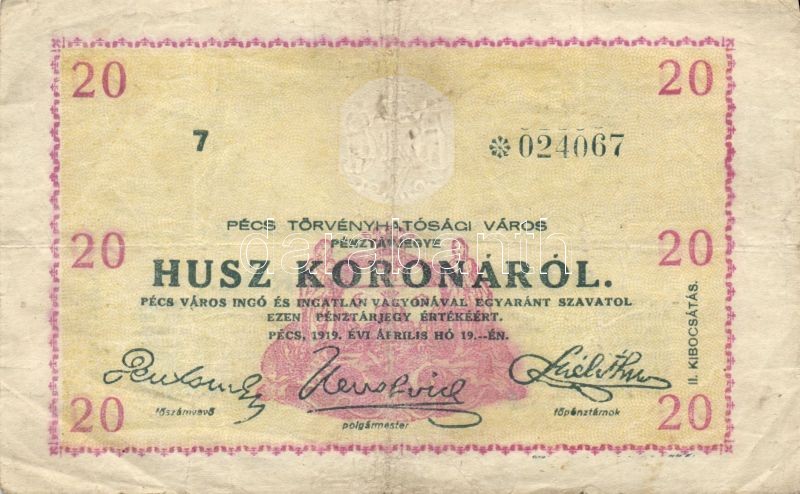 20 20
7 *024067
PÉCS TÖRVÉNYHATÓSÁGI VÁROS
PÉNZTÁRJEGYE
20 20
HUSZ KORONÁRÓL.
PÉCS VÁROS INGÓ ÉS INGATLAN VAGYONÁVAL EGYARÁNT SZAVATOL
EZEN PÉNZTÁRJEGY ÉRTÉKÉÉRT.
PÉCS, 1919. ÉVI ÁPRILIS HÓ 19.--ÉN.
II. KIBOCSÁTÁS.
20 20
főszámvevő
polgármester
főpénztárnok